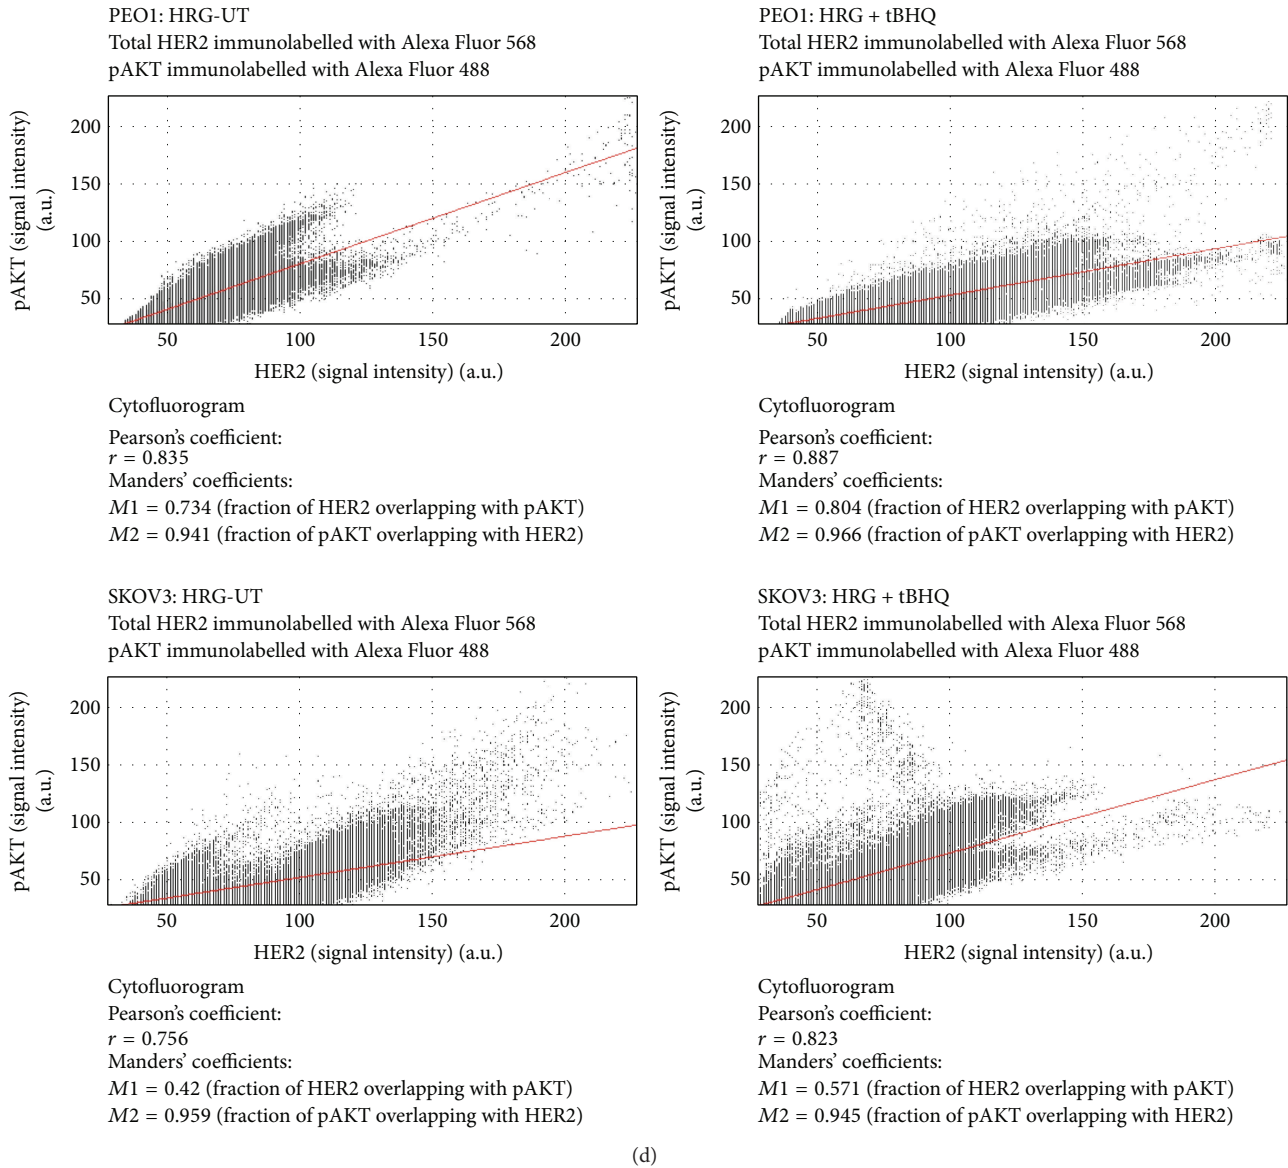 PEO1: HRG-UT
Total HER2 immunolabelled with Alexa Fluor 568
pAKT immunolabelled with Alexa Fluor 488
pAKT (signal intensity)
(a.u.)
200
150
100
50
50 100 150 200
HER2 (signal intensity) (a.u.)
Cytofluorogram
Pearson's coefficient:
r = 0.835
Manders' coefficients:
M1 = 0.734 (fraction of HER2 overlapping with pAKT)
M2 = 0.941 (fraction of pAKT overlapping with HER2)
PEO1: HRG + tBHQ
Total HER2 immunolabelled with Alexa Fluor 568
pAKT immunolabelled with Alexa Fluor 488
pAKT (signal intensity)
(a.u.)
200
150
100
50
50 100 150 200
HER2 (signal intensity) (a.u.)
Cytofluorogram
Pearson's coefficient:
r = 0.887
Manders' coefficients:
M1 = 0.804 (fraction of HER2 overlapping with pAKT)
M2 = 0.966 (fraction of pAKT overlapping with HER2)
SKOV3: HRG-UT
Total HER2 immunolabelled with Alexa Fluor 568
pAKT immunolabelled with Alexa Fluor 488
pAKT (signal intensity)
(a.u.)
200
150
100
50
50 100 150 200
HER2 (signal intensity) (a.u.)
Cytofluorogram
Pearson's coefficient:
r = 0.756
Manders' coefficients:
M1 = 0.42 (fraction of HER2 overlapping with pAKT)
M2 = 0.959 (fraction of pAKT overlapping with HER2)
SKOV3: HRG + tBHQ
Total HER2 immunolabelled with Alexa Fluor 568
pAKT immunolabelled with Alexa Fluor 488
pAKT (signal intensity)
(a.u.)
200
150
100
50
50 100 150 200
HER2 (signal intensity) (a.u.)
Cytofluorogram
Pearson's coefficient:
r = 0.823
Manders' coefficients:
M1 = 0.571 (fraction of HER2 overlapping with pAKT)
M2 = 0.945 (fraction of pAKT overlapping with HER2)
(d)